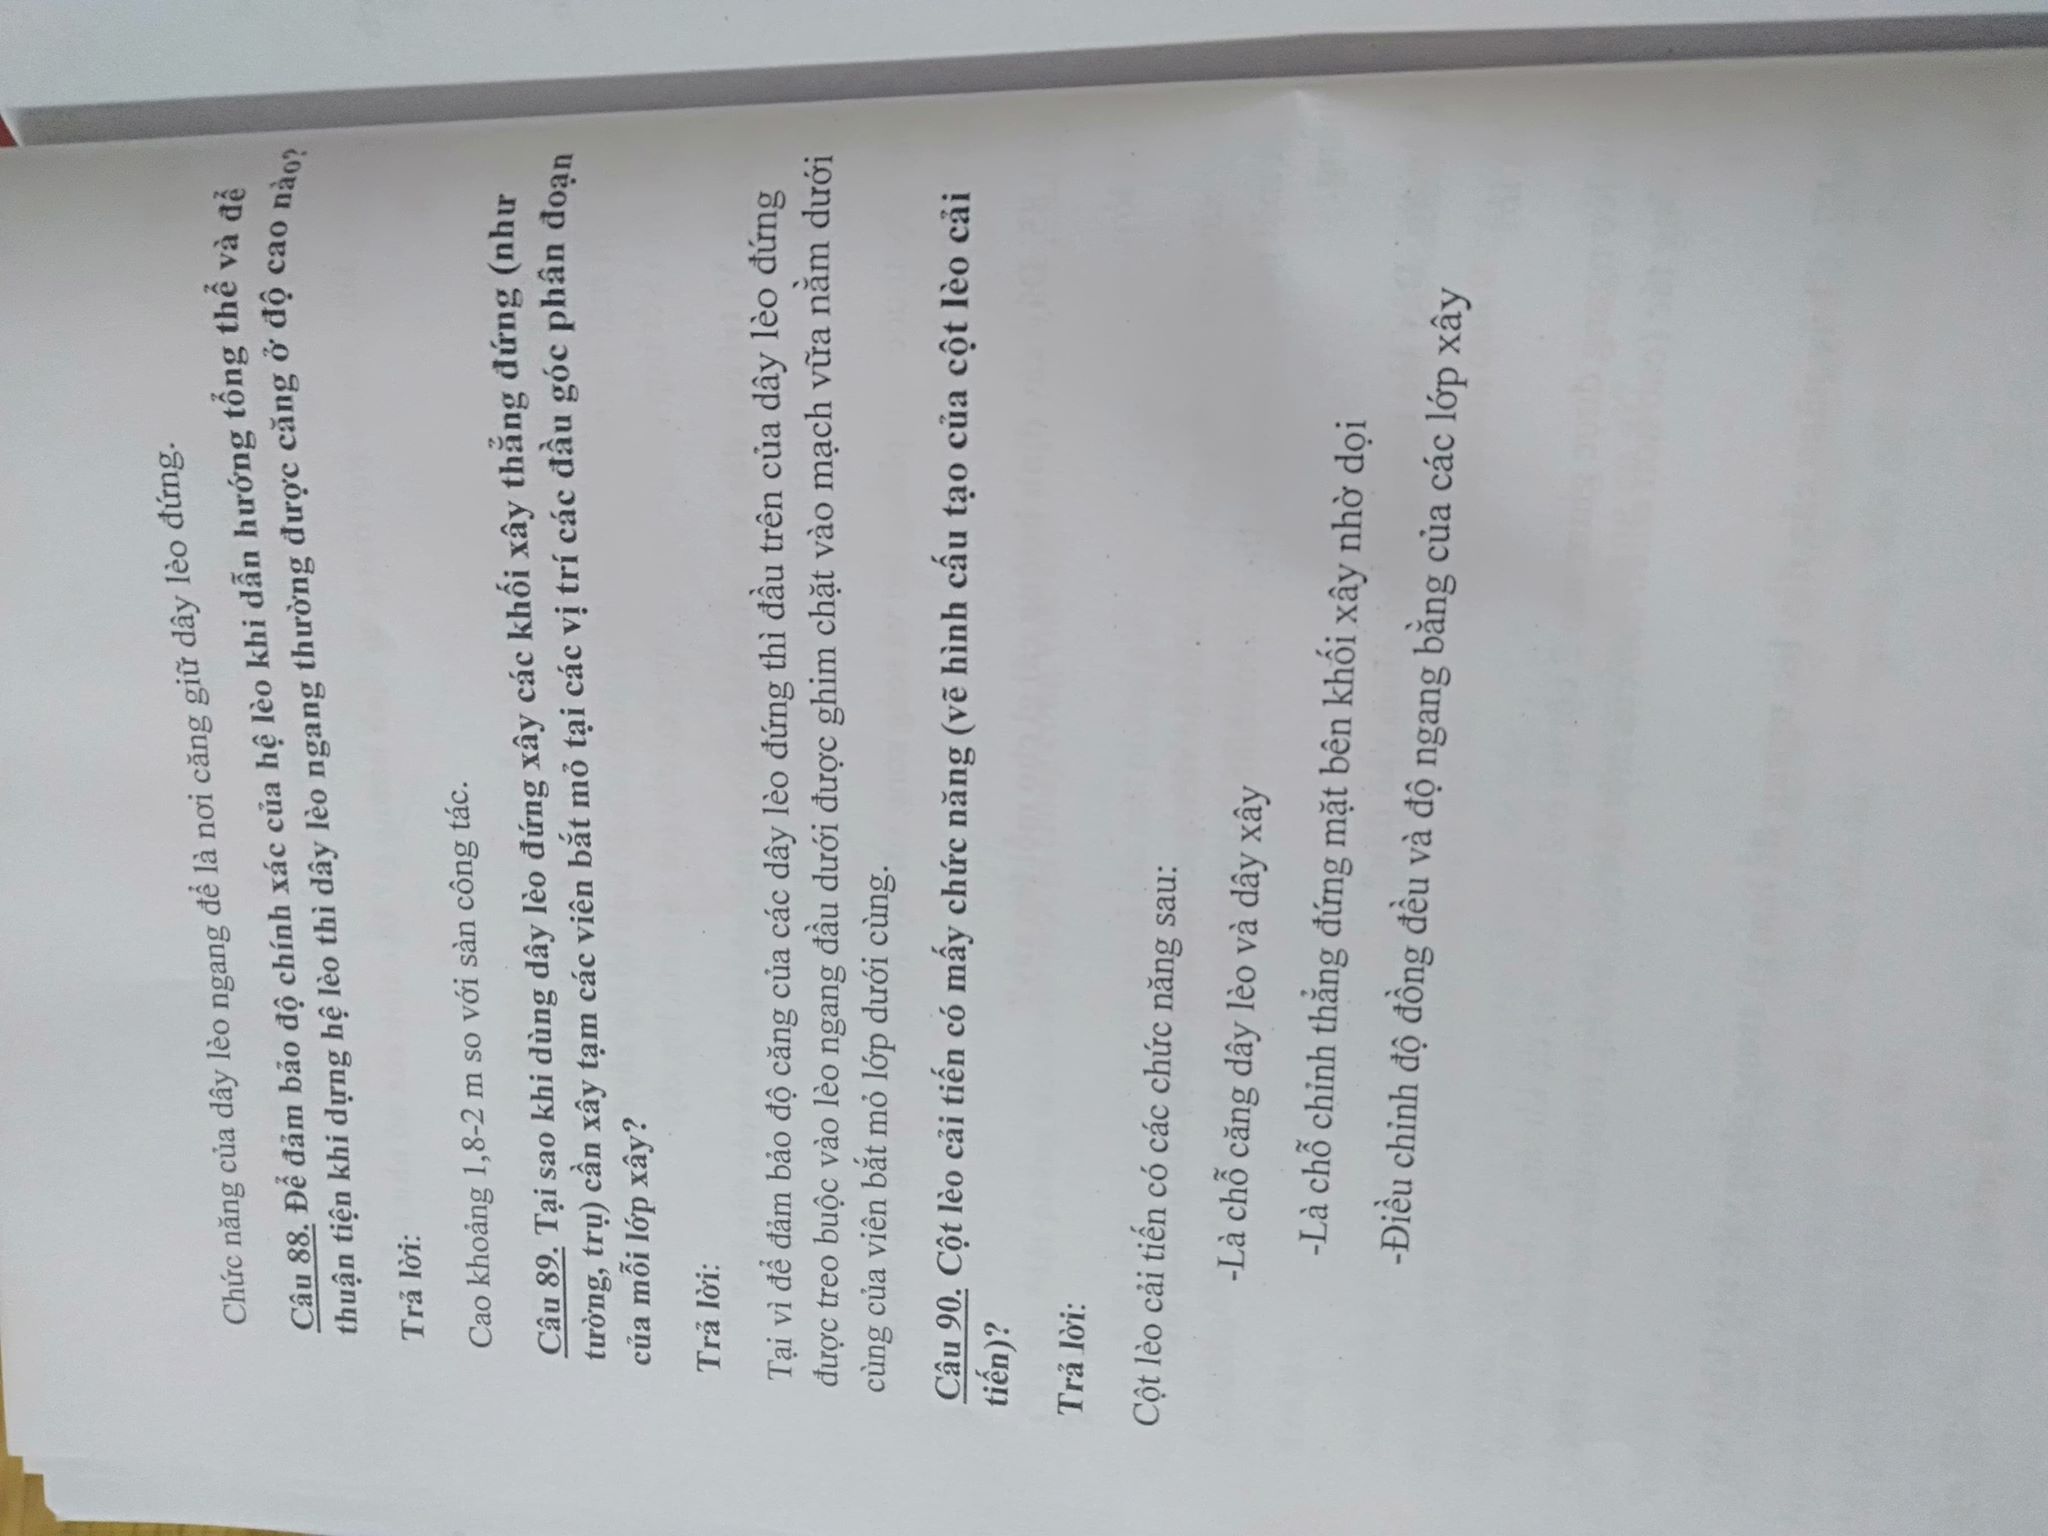 Chức năng của dây lèo ngang để là nơi căng giữ dây lèo đứng.
Câu 88. Để đảm bảo độ chính xác của hệ lèo khi dẫn hướng tổng thể và để
thuận tiện khi dựng hệ lèo thì dây lèo ngang thường được căng ở độ cao nào?
Trả lời:
Cao khoảng 1,8-2 m so với sàn công tác.
Câu 89. Tại sao khi dùng dây lèo đứng xây các khối xây thẳng đứng (như
tường, trụ) cần xây tạm các viên bắt mỏ tại các vị trí các đầu góc phân đoạn
của mỗi lớp xây?
Trả lời:
Tại vì để đảm bảo độ căng của các dây lèo đứng thì đầu trên của dây lèo đứng
được treo buộc vào lèo ngang đầu dưới được ghim chặt vào mạch vữa nằm dưới
cùng của viên bắt mỏ lớp dưới cùng.
Câu 90. Cột lèo cải tiến có mấy chức năng (vẽ hình cấu tạo của cột lèo cải
tiến)?
Trả lời:
Cột lèo cải tiến có các chức năng sau:
-Là chỗ căng dây lèo và dây xây
-Là chỗ chỉnh thẳng đứng mặt bên khối xây nhờ dọi
-Điều chỉnh độ đồng đều và độ ngang bằng của các lớp xây